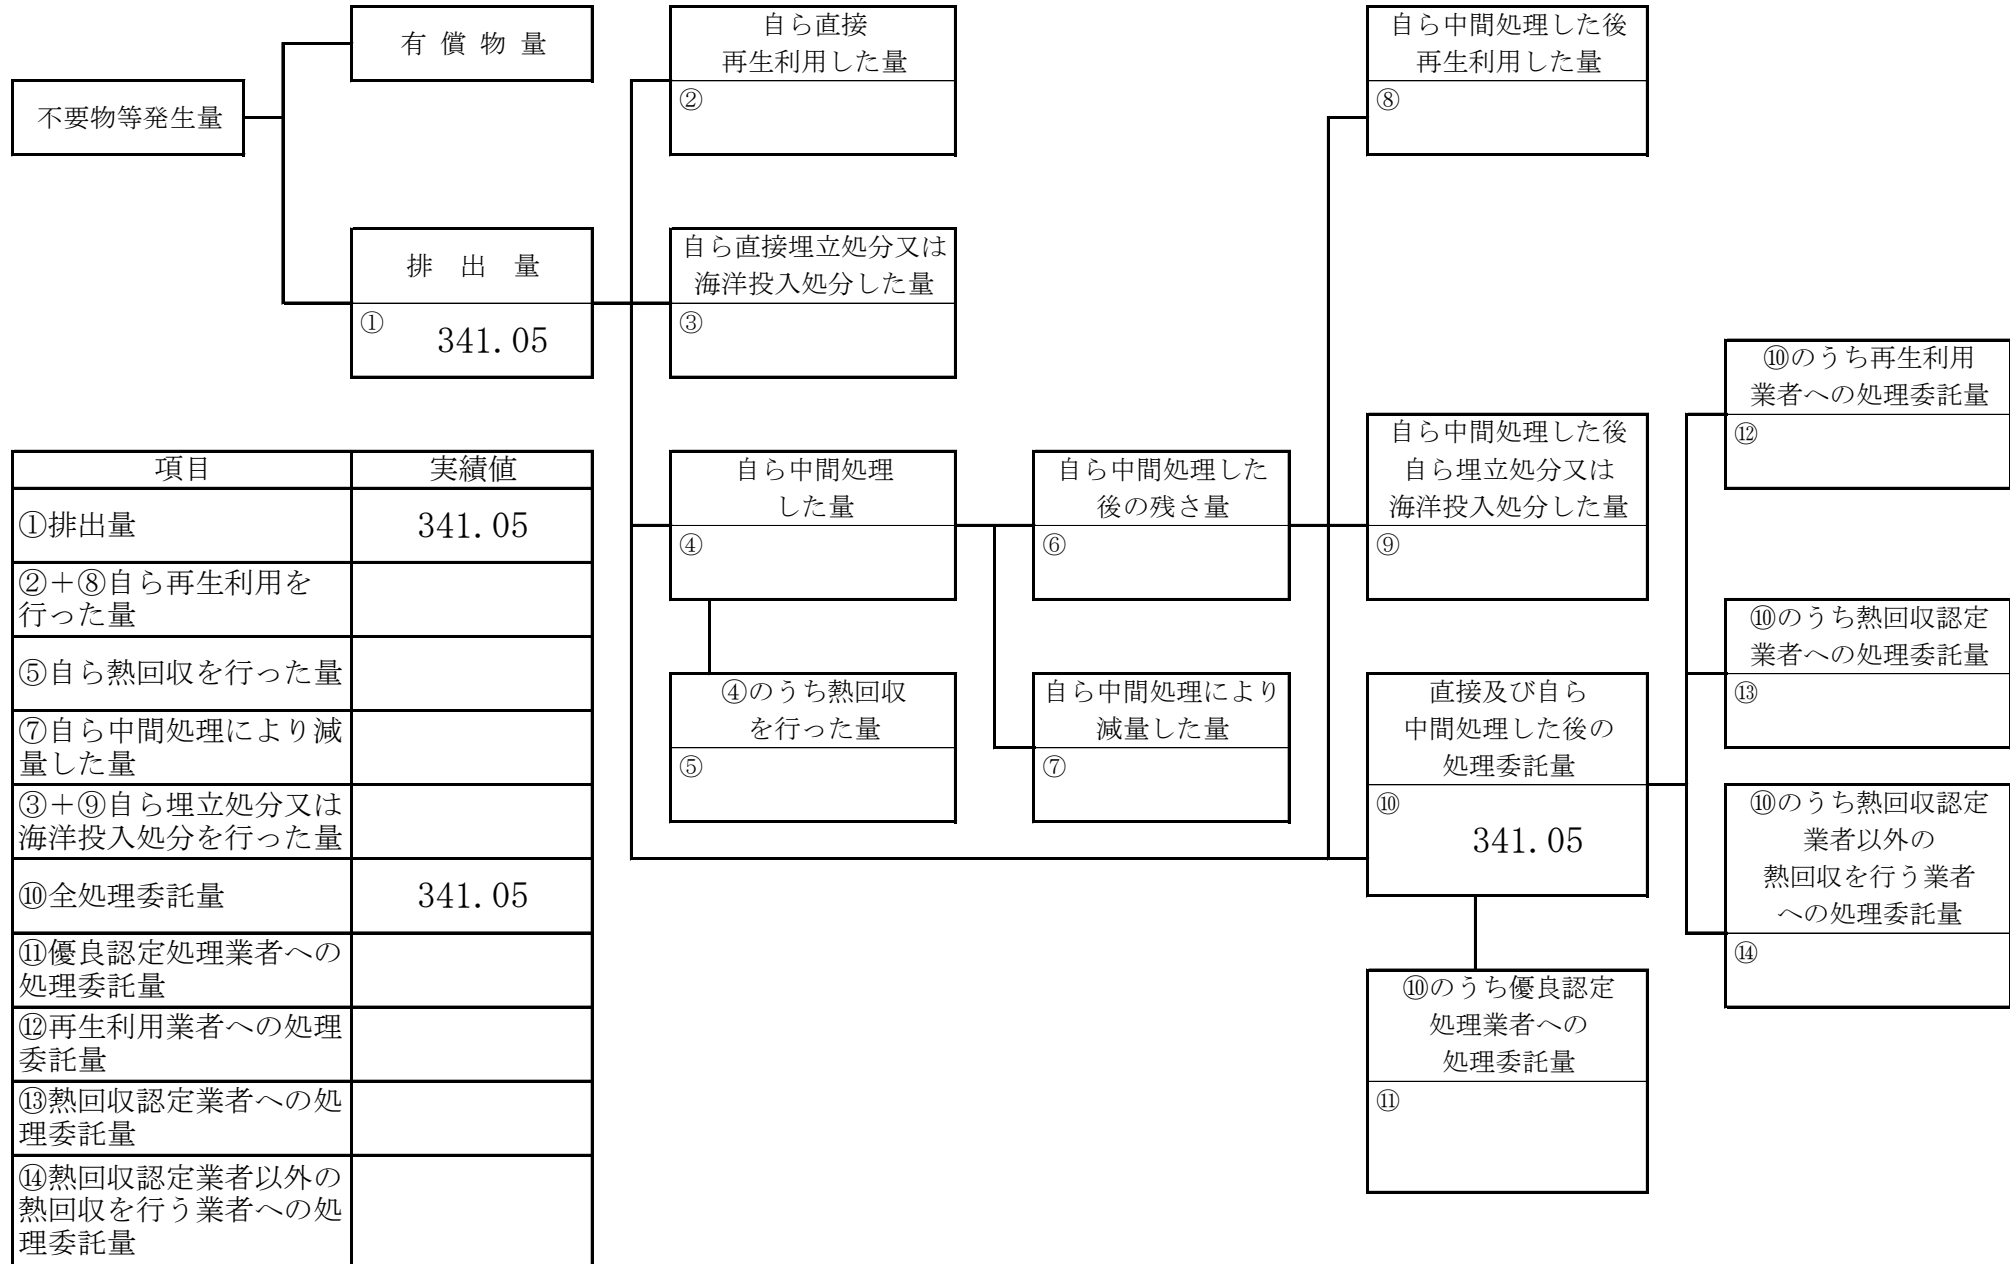 不要物等発生量
有 償 物 量
排 出 量
①
341.05
自ら直接
再生利用した量
②
自ら直接埋立処分又は
海洋投入処分した量
③
自ら中間処理
した量
④
④のうち熱回収
を行った量
⑤
自ら中間処理した
後の残さ量
⑥
自ら中間処理により
減量した量
⑦
自ら中間処理した後
再生利用した量
⑧
自ら中間処理した後
自ら埋立処分又は
海洋投入処分した量
⑨
直接及び自ら
中間処理した後の
処理委託量
⑩
341.05
⑩のうち優良認定
処理業者への
処理委託量
⑪
⑩のうち再生利用
業者への処理委託量
⑫
⑩のうち熱回収認定
業者への処理委託量
⑬
⑩のうち熱回収認定
業者以外の
熱回収を行う業者
への処理委託量
⑭
項目 実績値
①排出量 341.05
②＋⑧自ら再生利用を
行った量
⑤自ら熱回収を行った量
⑦自ら中間処理により減
量した量
③＋⑨自ら埋立処分又は
海洋投入処分を行った量
⑩全処理委託量 341.05
⑪優良認定処理業者への
処理委託量
⑫再生利用業者への処理
委託量
⑬熱回収認定業者への処
理委託量
⑭熱回収認定業者以外の
熱回収を行う業者への処
理委託量